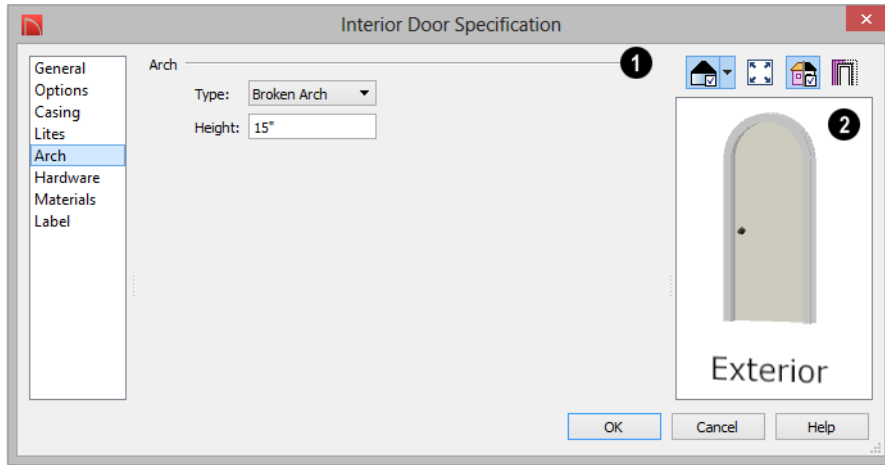 Interior Door Specification
General
Options
Casing
Lites
Arch
Hardware
Materials
Label
Arch
1
Type: Broken Arch
Height: 15"
2
Exterior
OK Cancel Help